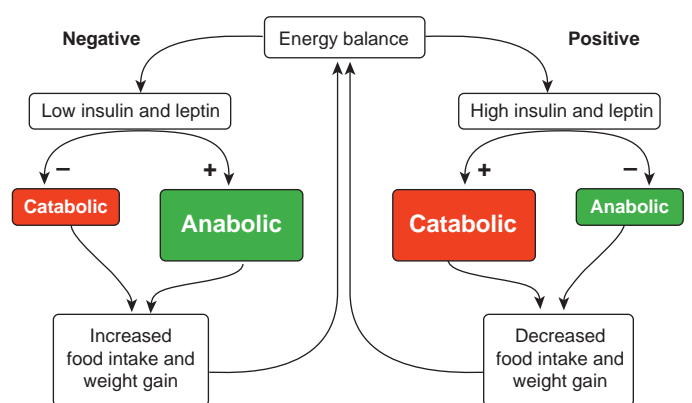 Negative
Energy balance
Positive
Low insulin and leptin
High insulin and leptin
–
+
+
–
Catabolic
Anabolic
Catabolic
Anabolic
Increased
food intake and
weight gain
Decreased
food intake and
weight gain